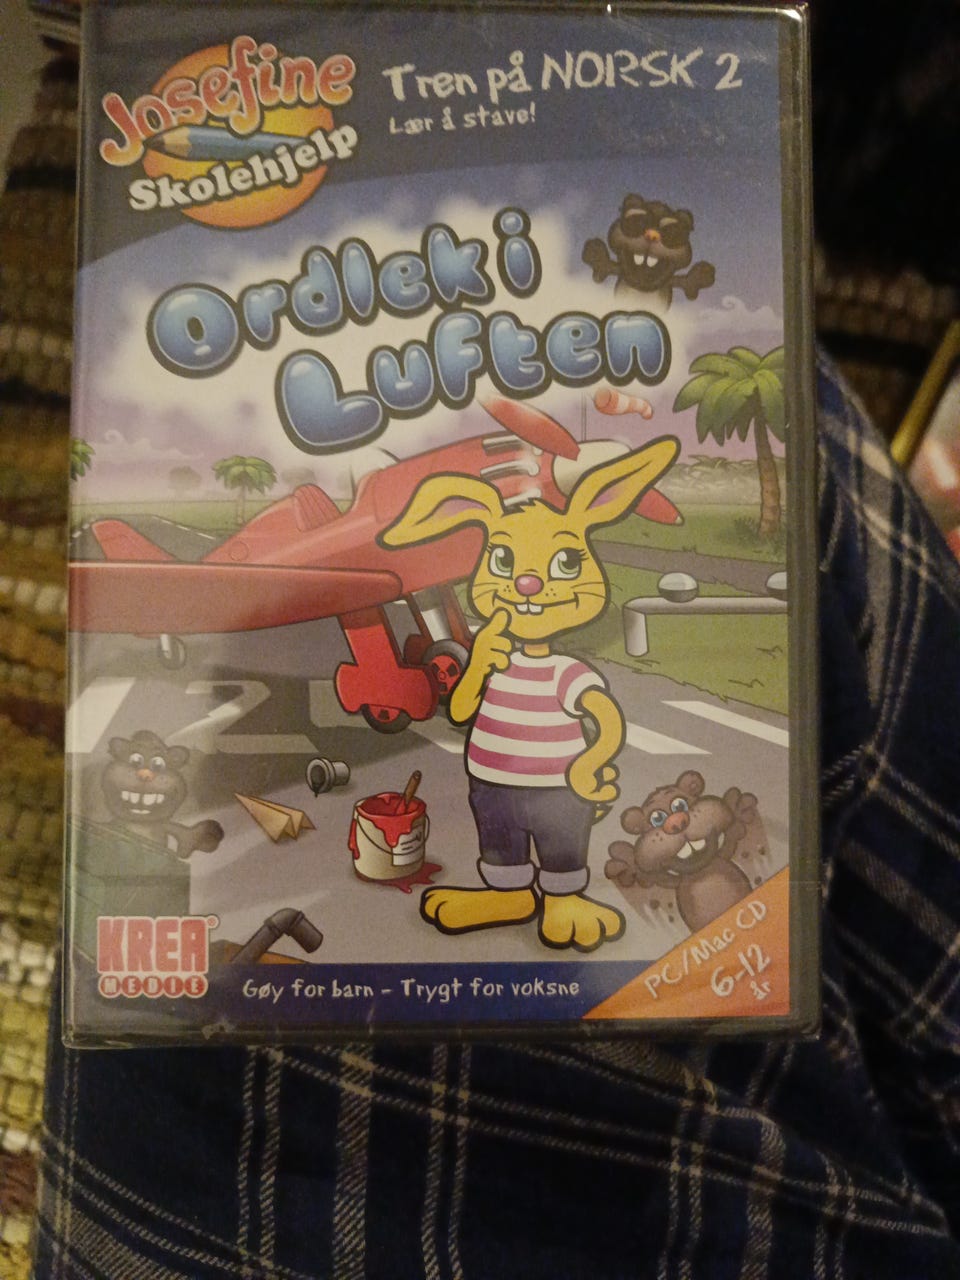 Josefine
Skolehjelp
Tren på NORSK 2
Lær å stave!
Ordlek i
Luften
2
KREA®
MEDIE
Gøy for barn - Trygt for voksne
PC/Mac CD
6-12
år